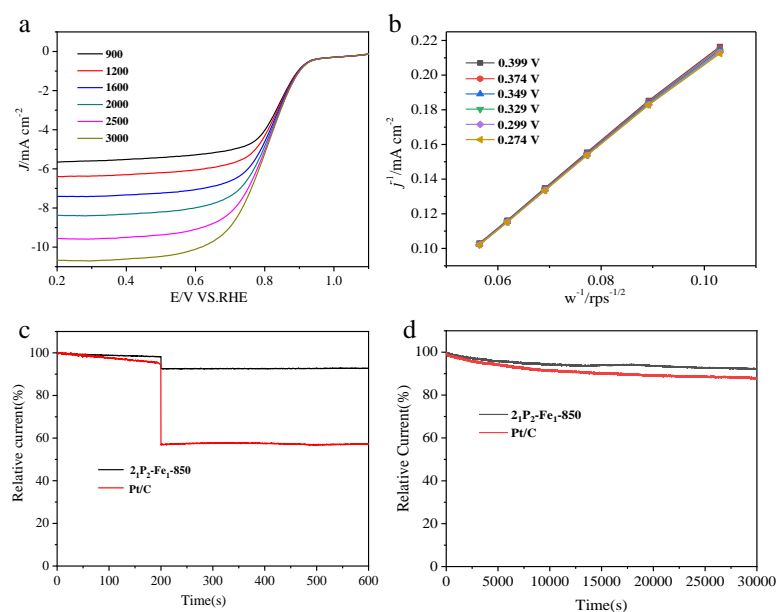 a
0
-2
-4
-6
-8
-10
J/mA cm⁻²
900
1200
1600
2000
2500
3000
0.2
0.4
0.6
0.8
1.0
E/V VS.RHE
b
0.22
0.20
0.18
0.16
0.14
0.12
0.10
J⁻¹/mA cm⁻²
0.399 V
0.374 V
0.349 V
0.329 V
0.299 V
0.274 V
0.06
0.08
0.10
w⁻¹/rps⁻¹/²
c
100
80
60
40
20
0
Relative current(%)
2₁P₂-Fe₁-850
Pt/C
0
100
200
300
400
500
600
Time(s)
d
100
80
60
40
20
0
Relative Current(%)
2₁P₂-Fe₁-850
Pt/C
0
5000
10000
15000
20000
25000
30000
Time(s)